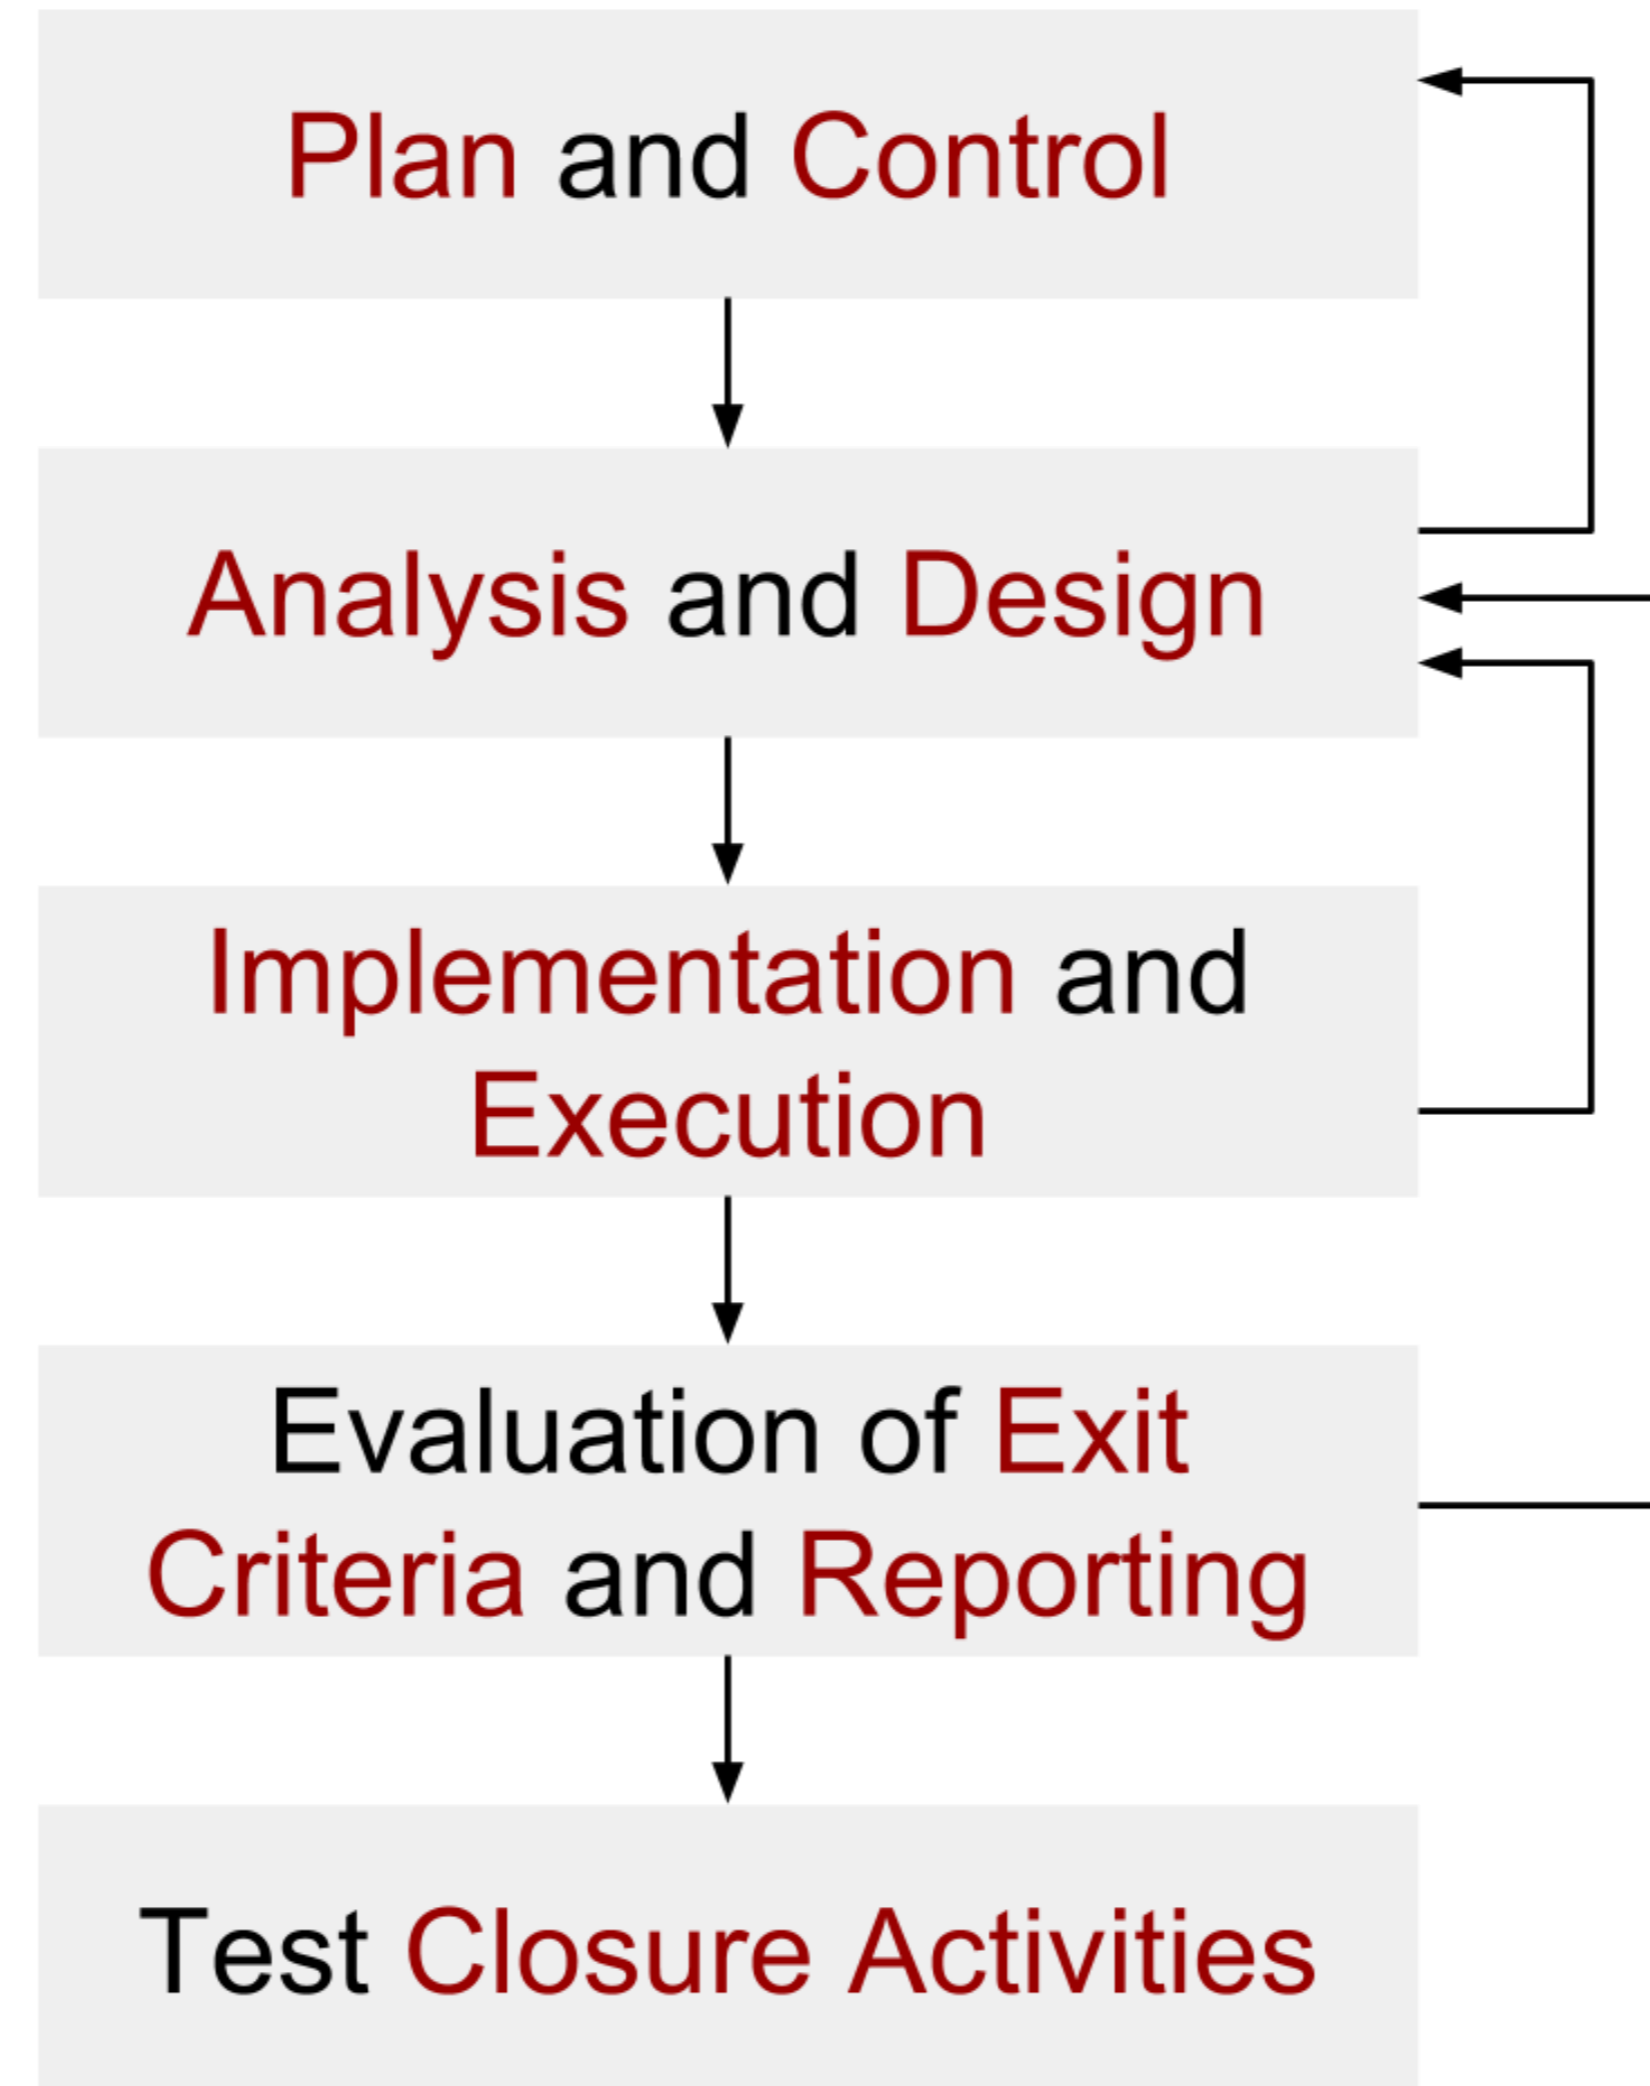 Plan and Control
Analysis and Design
Implementation and
Execution
Evaluation of Exit
Criteria and Reporting
Test Closure Activities